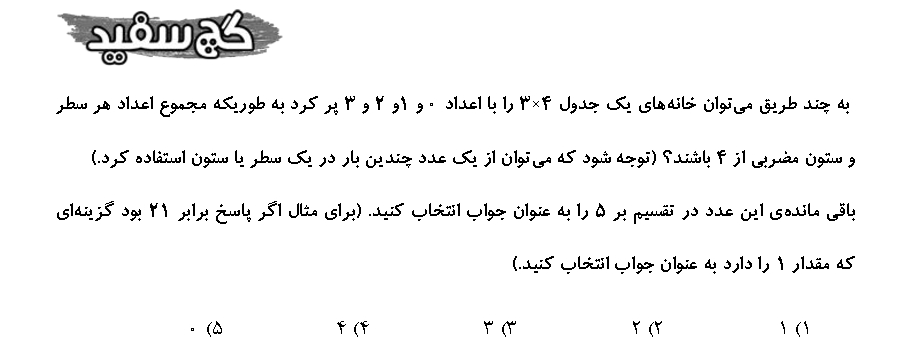 گچ سفید
به چند طریق می‌توان خانه‌های یک جدول ۴×۳ را با اعداد ۰ و ۱و ۲ و ۳ پر کرد به طوریکه مجموع اعداد هر سطر
و ستون مضربی از ۴ باشند؟ (توجه شود که می‌توان از یک عدد چندین بار در یک سطر یا ستون استفاده کرد.)
باقی مانده‌ی این عدد در تقسیم بر ۵ را به عنوان جواب انتخاب کنید. (برای مثال اگر پاسخ برابر ۲۱ بود گزینه‌ای
که مقدار ۱ را دارد به عنوان جواب انتخاب کنید.)
۱) ۱ ۲) ۲ ۳) ۳ ۴) ۴ ۵) ۰